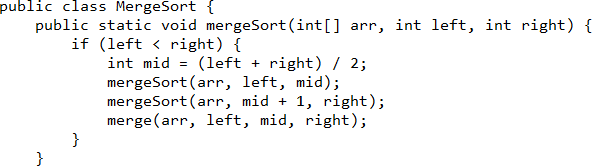 public class MergeSort {
    public static void mergeSort(int[] arr, int left, int right) {
        if (left < right) {
            int mid = (left + right) / 2;
            mergeSort(arr, left, mid);
            mergeSort(arr, mid + 1, right);
            merge(arr, left, mid, right);
        }
    }